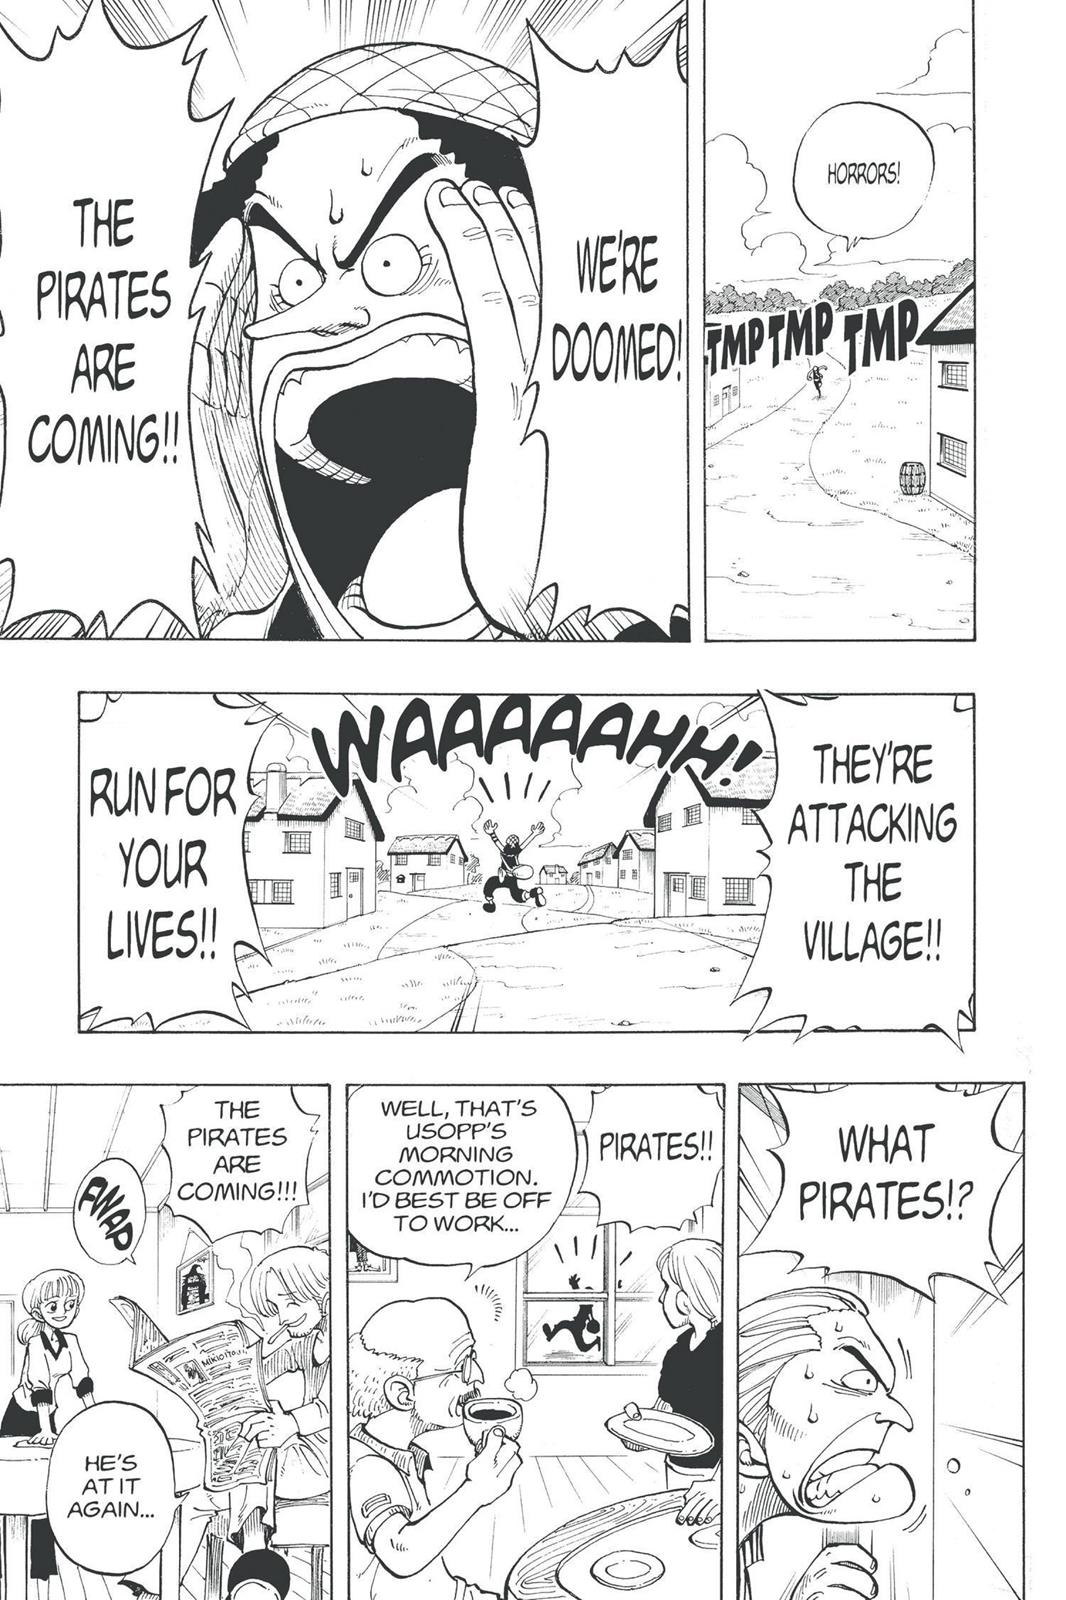 HORRORS!
TMP TMP TMP
WE'RE
DOOMED!
THE
PIRATES
ARE
COMING!!
THEY'RE
ATTACKING
THE
VILLAGE!!
WAAAAAAHH!
RUN FOR
YOUR
LIVES!!
WHAT
PIRATES!?
PIRATES!!
WELL, THAT'S
USOPP'S
MORNING
COMMOTION.
I'D BEST BE OFF
TO WORK...
THE
PIRATES
ARE
COMING!!!
FWAP
HE'S
AT IT
AGAIN...